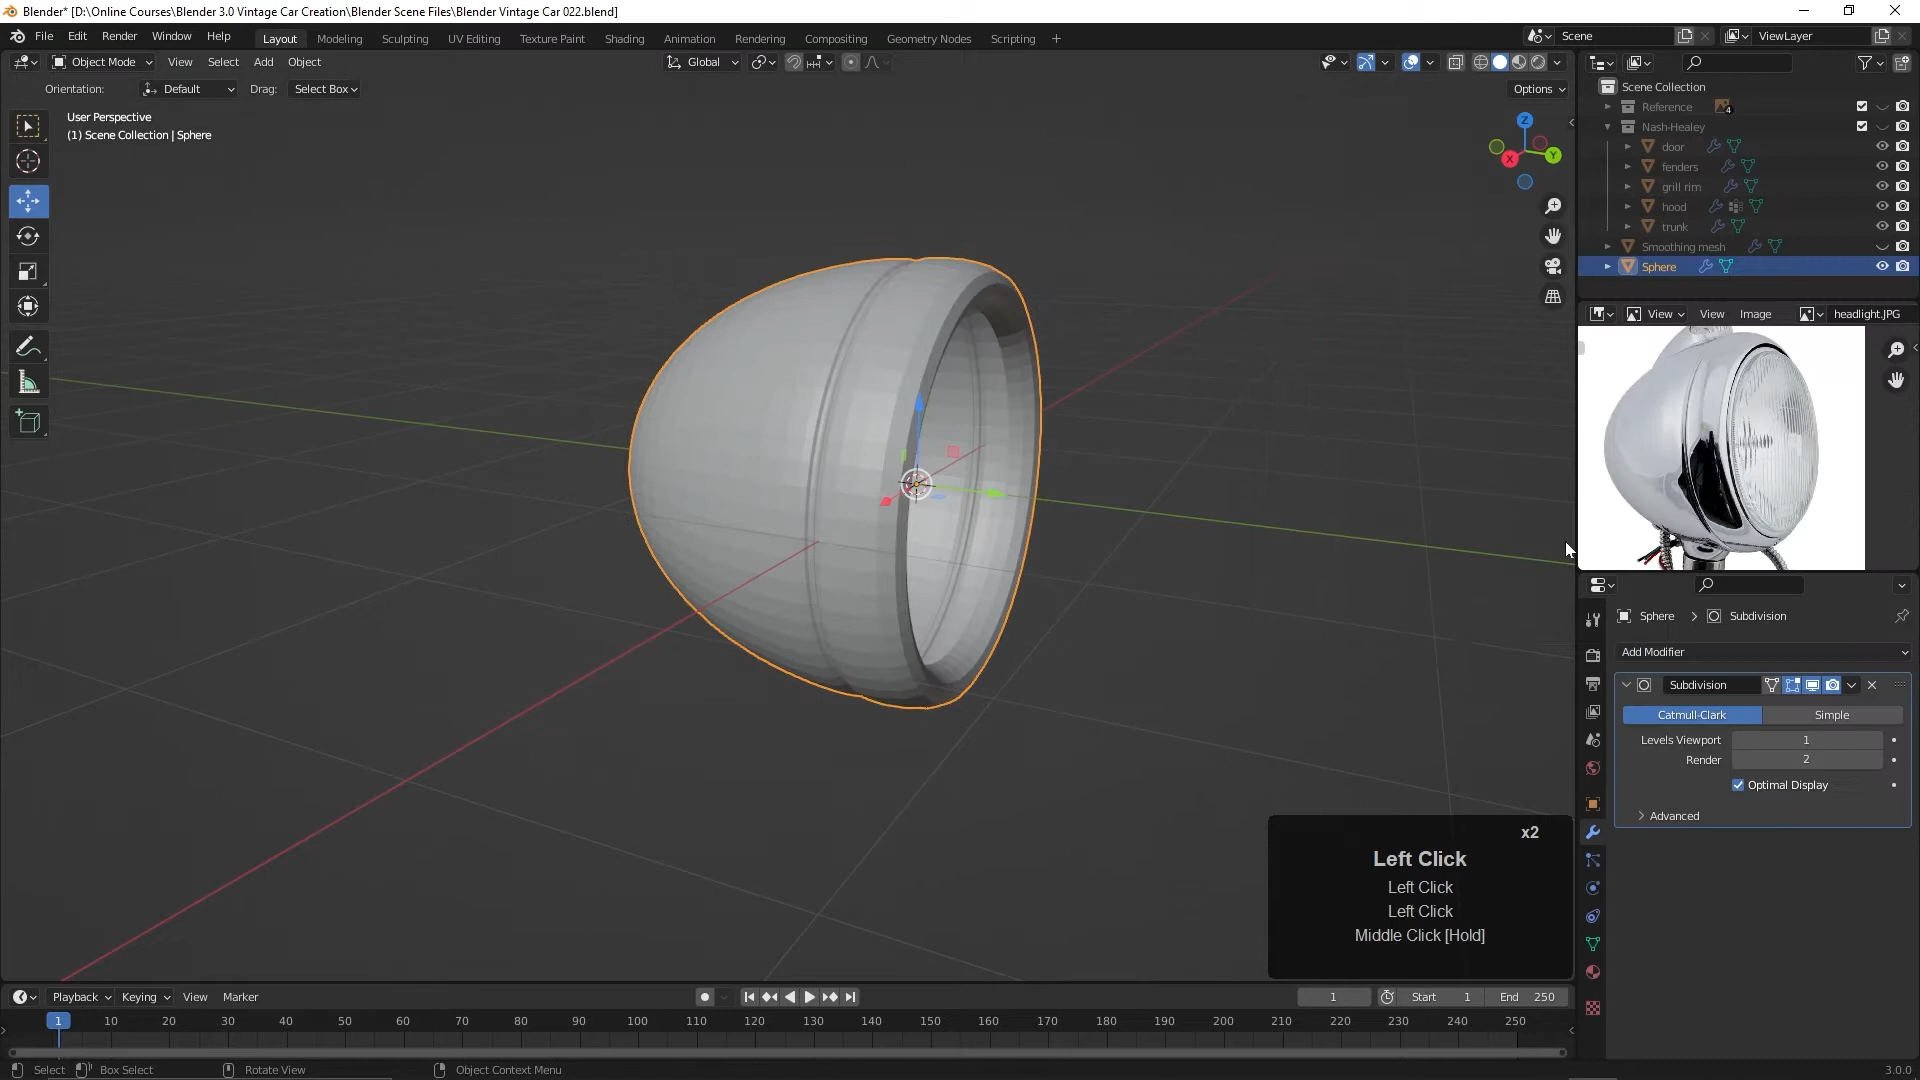 Blender* [D:\Online Courses\Blender 3.0 Vintage Car Creation\Blender Scene Files\Blender Vintage Car 022.blend]
File Edit Render Window Help Layout Modeling Sculpting UV Editing Texture Paint Shading Animation Rendering Compositing Geometry Nodes Scripting + Scene ViewLayer
Object Mode View Select Add Object Global
Orientation: Default Drag: Select Box Options
User Perspective
(1) Scene Collection | Sphere
Z
Y
X
Scene Collection
Reference 4
Nash-Healey
door
fenders
grill rim
hood
trunk
Smoothing mesh
Sphere
View View Image headlight.JPG
Sphere > Subdivision
Add Modifier
Subdivision
Catmull-Clark Simple
Levels Viewport 1
Render 2
Optimal Display
Advanced
x2
Left Click
Left Click
Left Click
Middle Click [Hold]
Playback Keying View Marker 1 Start 1 End 250
1 10 20 30 40 50 60 70 80 90 100 110 120 130 140 150 160 170 180 190 200 210 220 230 240 250
Select Box Select Rotate View Object Context Menu 3.0.0